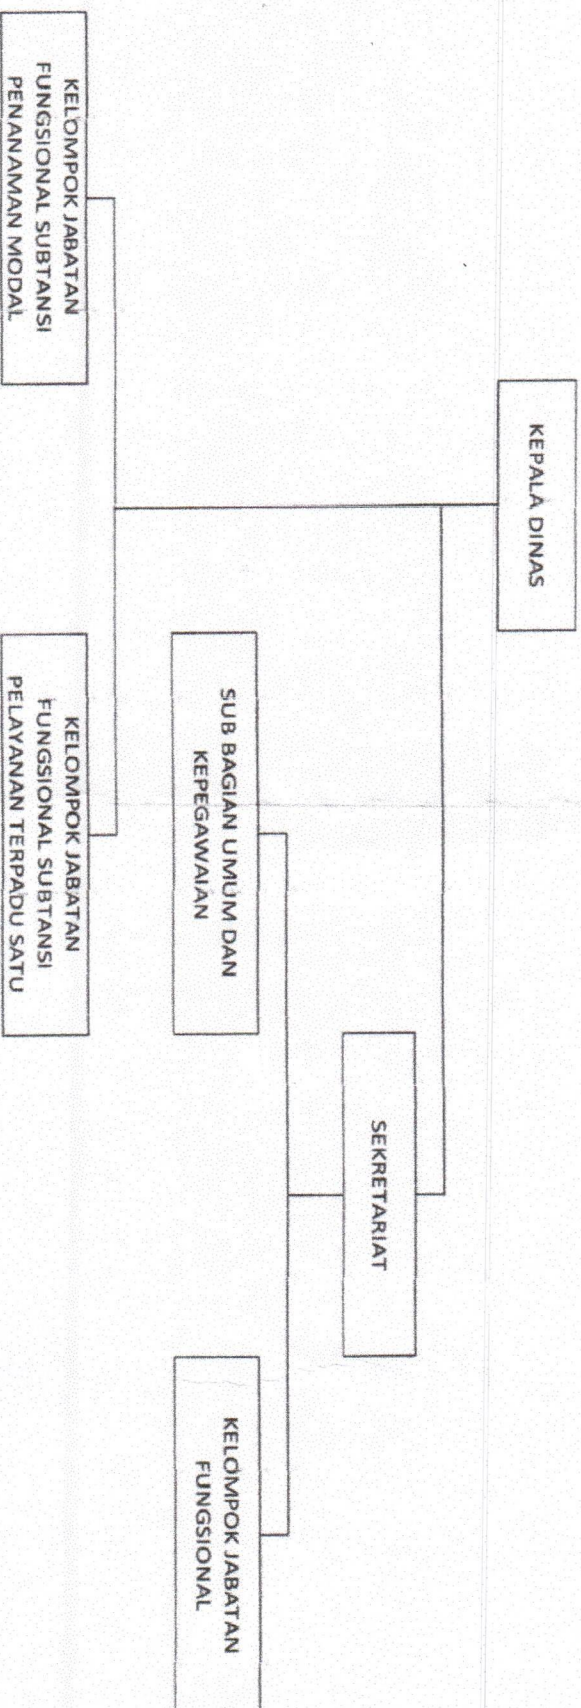 KEPALA DINAS
SEKRETARIAT
SUB BAGIAN UMUM DAN
KEPEGAWAIAN
KELOMPOK JABATAN
FUNGSIONAL
KELOMPOK JABATAN
FUNGSIONAL SUBTANSI
PENANAMAN MODAL
KELOMPOK JABATAN
FUNGSIONAL SUBTANSI
PELAYANAN TERPADU SATU